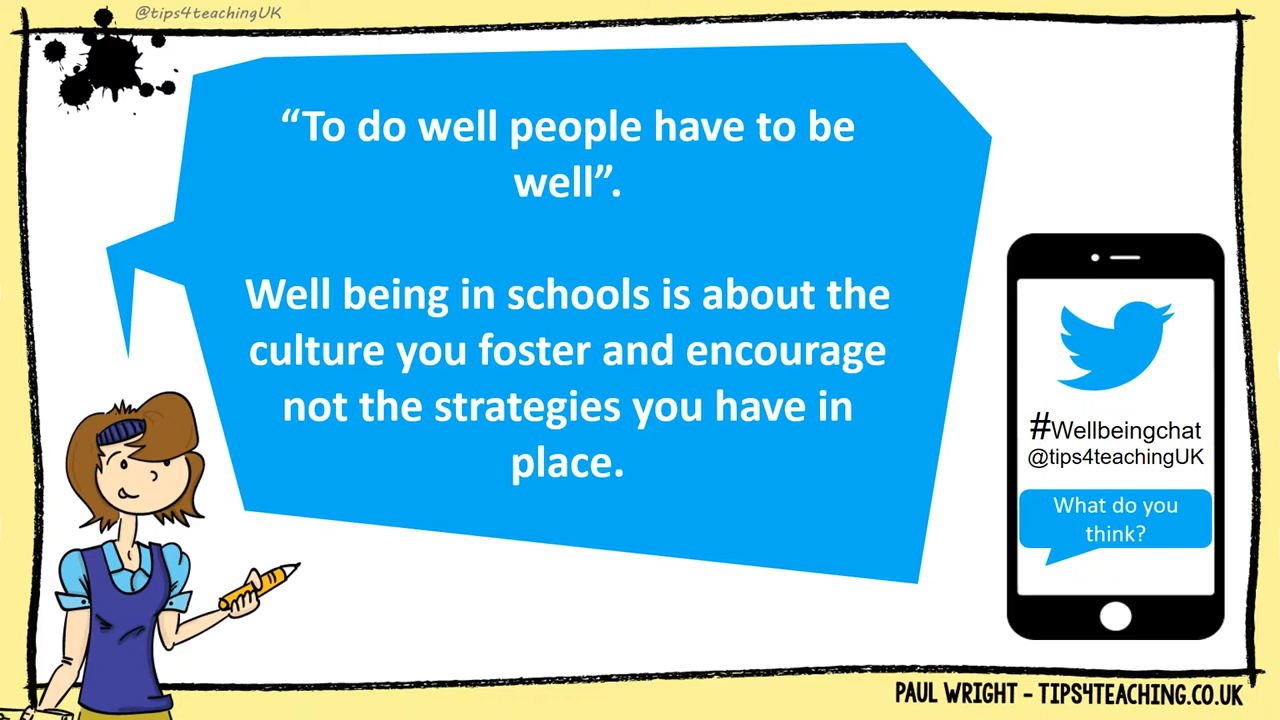 @tips4teachingUK
“To do well people have to be
well”.
Well being in schools is about the
culture you foster and encourage
not the strategies you have in
place.
#Wellbeingchat
@tips4teachingUK
What do you
think?
PAUL WRIGHT - TIPS4TEACHING.CO.UK